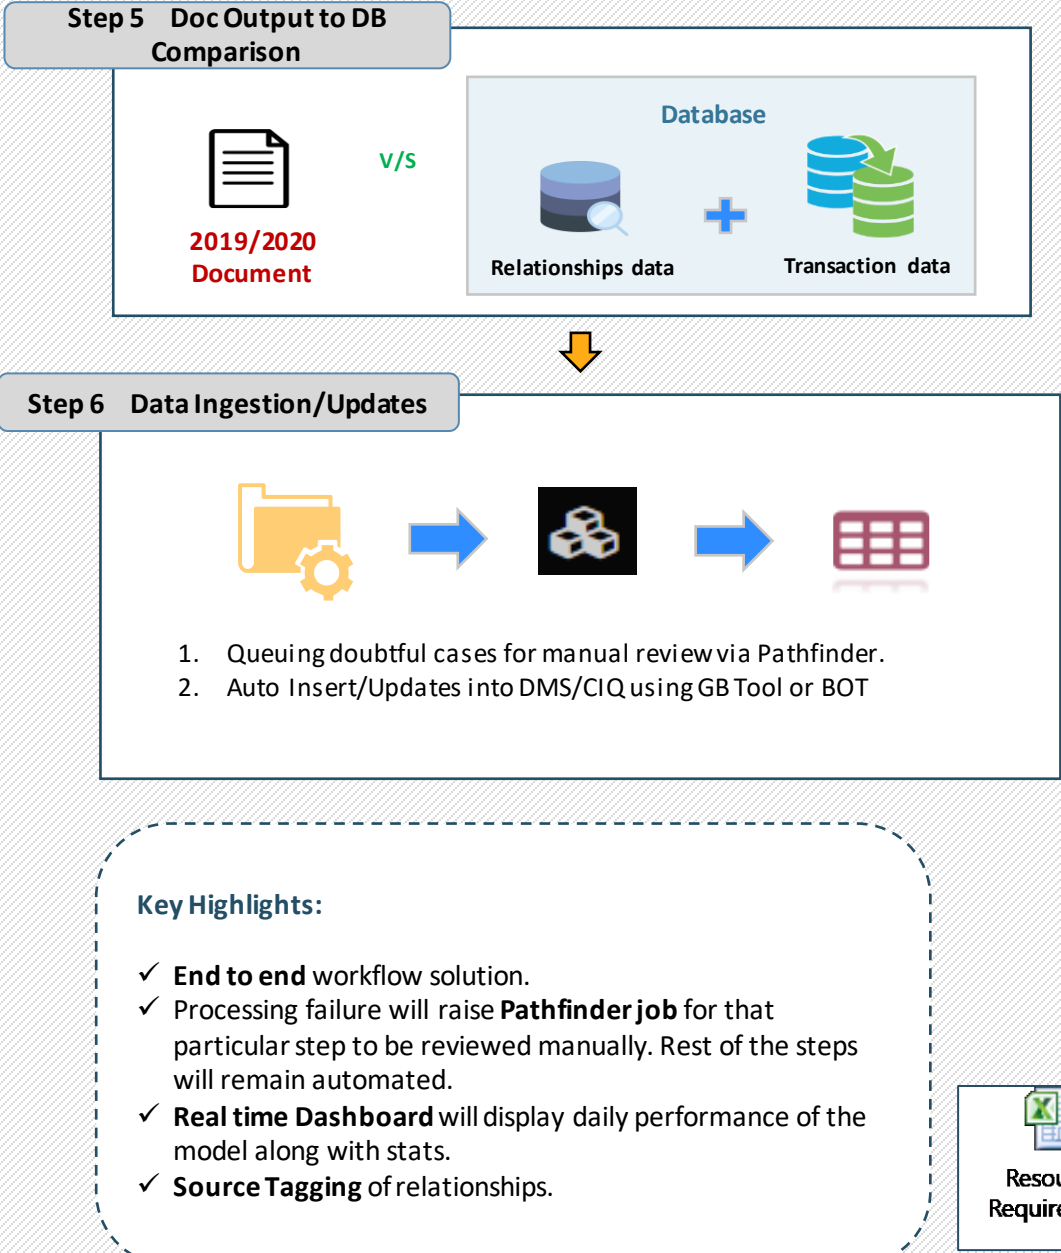 Step 5 Doc Output to DB
Comparison
Database
V/S
2019/2020
Document
Relationships data
Transaction data
Step 6 Data Ingestion/Updates
1. Queuing doubtful cases for manual review via Pathfinder.
2. Auto Insert/Updates into DMS/CIQ using GB Tool or BOT
Key Highlights:
✓ End to end workflow solution.
✓ Processing failure will raise Pathfinder job for that
particular step to be reviewed manually. Rest of the steps
will remain automated.
✓ Real time Dashboard will display daily performance of the
model along with stats.
✓ Source Tagging of relationships.